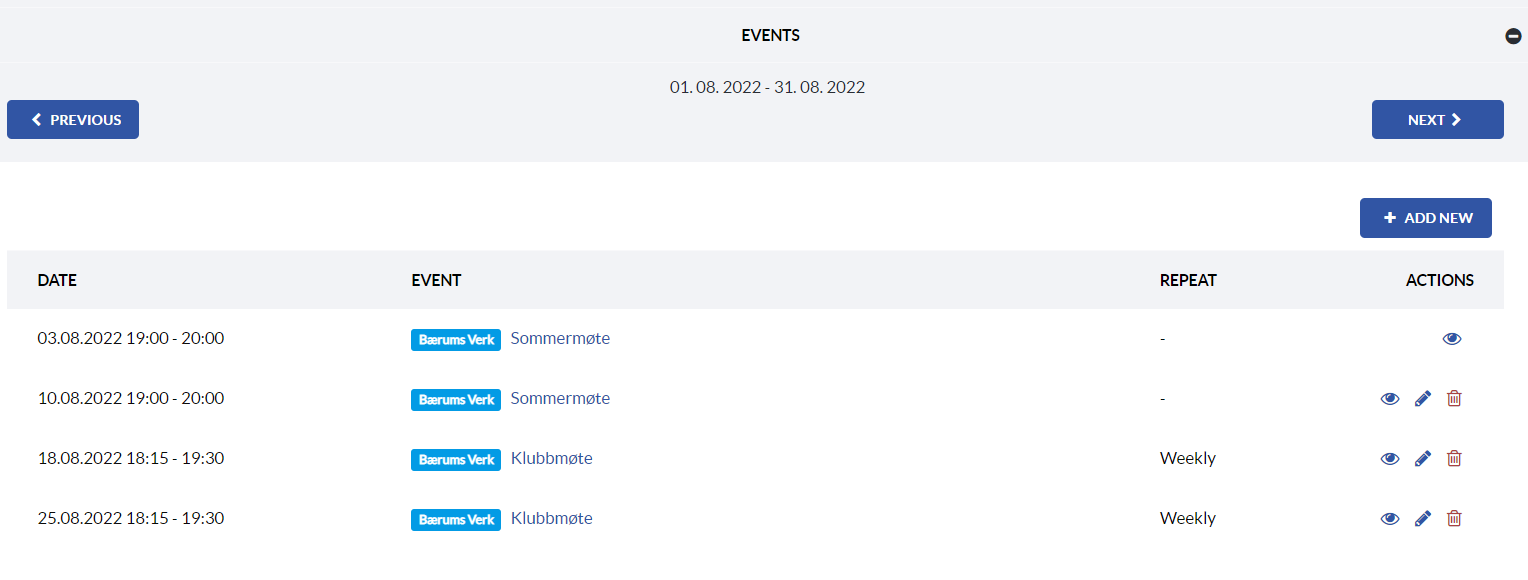 EVENTS
01. 08. 2022 - 31. 08. 2022
PREVIOUS
NEXT
ADD NEW
DATE EVENT REPEAT ACTIONS
03.08.2022 19:00 - 20:00 Bærums Verk Sommermøte -
10.08.2022 19:00 - 20:00 Bærums Verk Sommermøte -
18.08.2022 18:15 - 19:30 Bærums Verk Klubbmøte Weekly
25.08.2022 18:15 - 19:30 Bærums Verk Klubbmøte Weekly